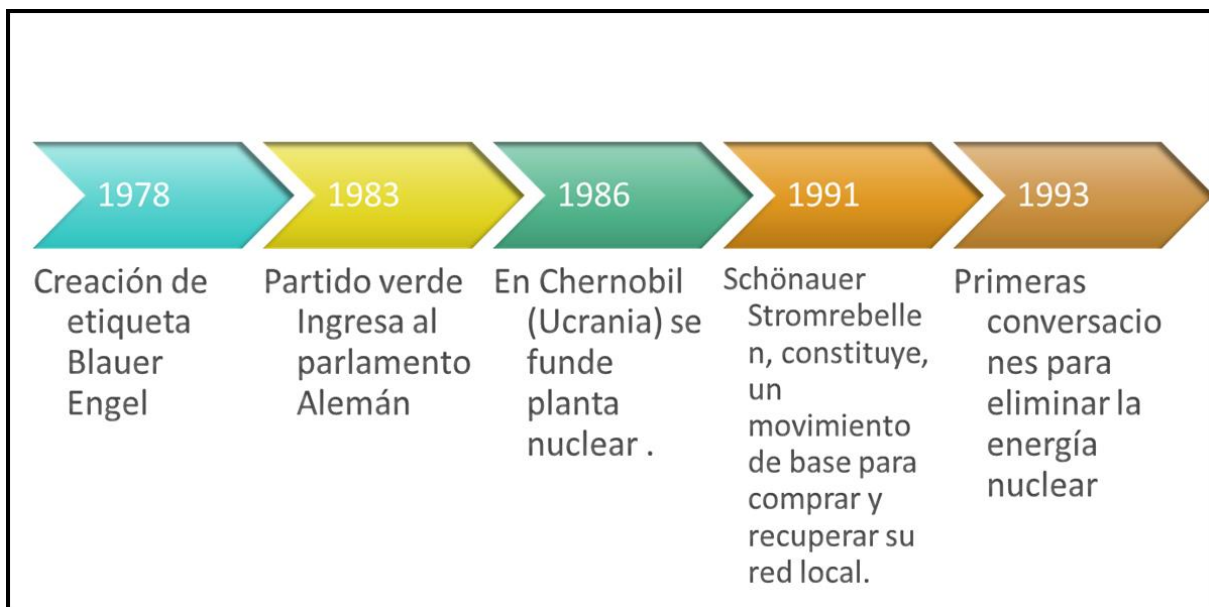 1978
1983
1986
1991
1993
Creación de
etiqueta
Blauer
Engel
Partido verde
Ingresa al
parlamento
Alemán
En Chernobil
(Ucrania) se
funde
planta
nuclear .
Schönauer
Stromrebelle
n, constituye,
un
movimiento
de base para
comprar y
recuperar su
red local.
Primeras
conversacio
nes para
eliminar la
energía
nuclear